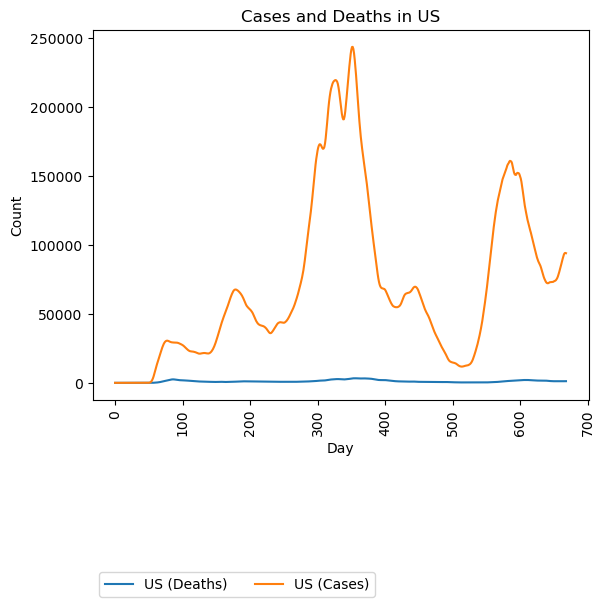 Cases and Deaths in US
250000
200000
150000
100000
50000
0
Count
0 100 200 300 400 500 600 700
Day
US (Deaths) US (Cases)